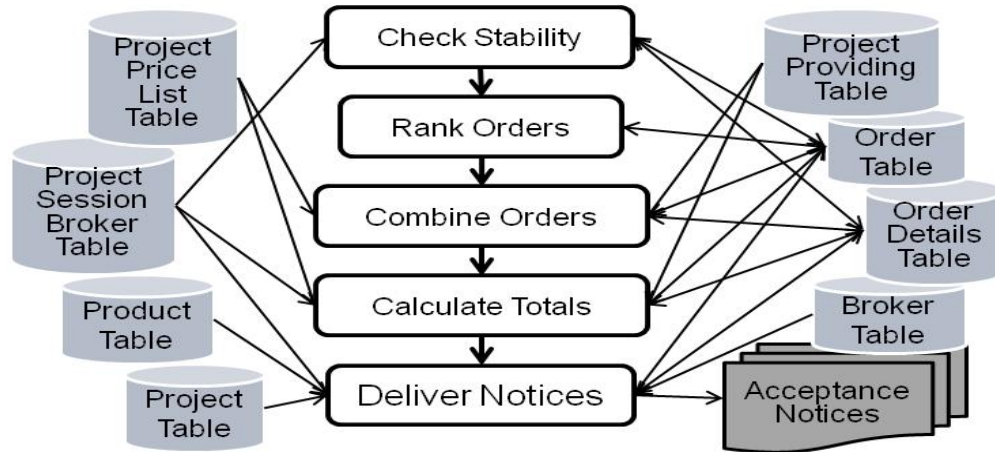 Project
Price
List
Table
Project
Session
Broker
Table
Product
Table
Project
Table
Check Stability
Rank Orders
Combine Orders
Calculate Totals
Deliver Notices
Project
Providing
Table
Order
Table
Order
Details
Table
Broker
Table
Acceptance
Notices